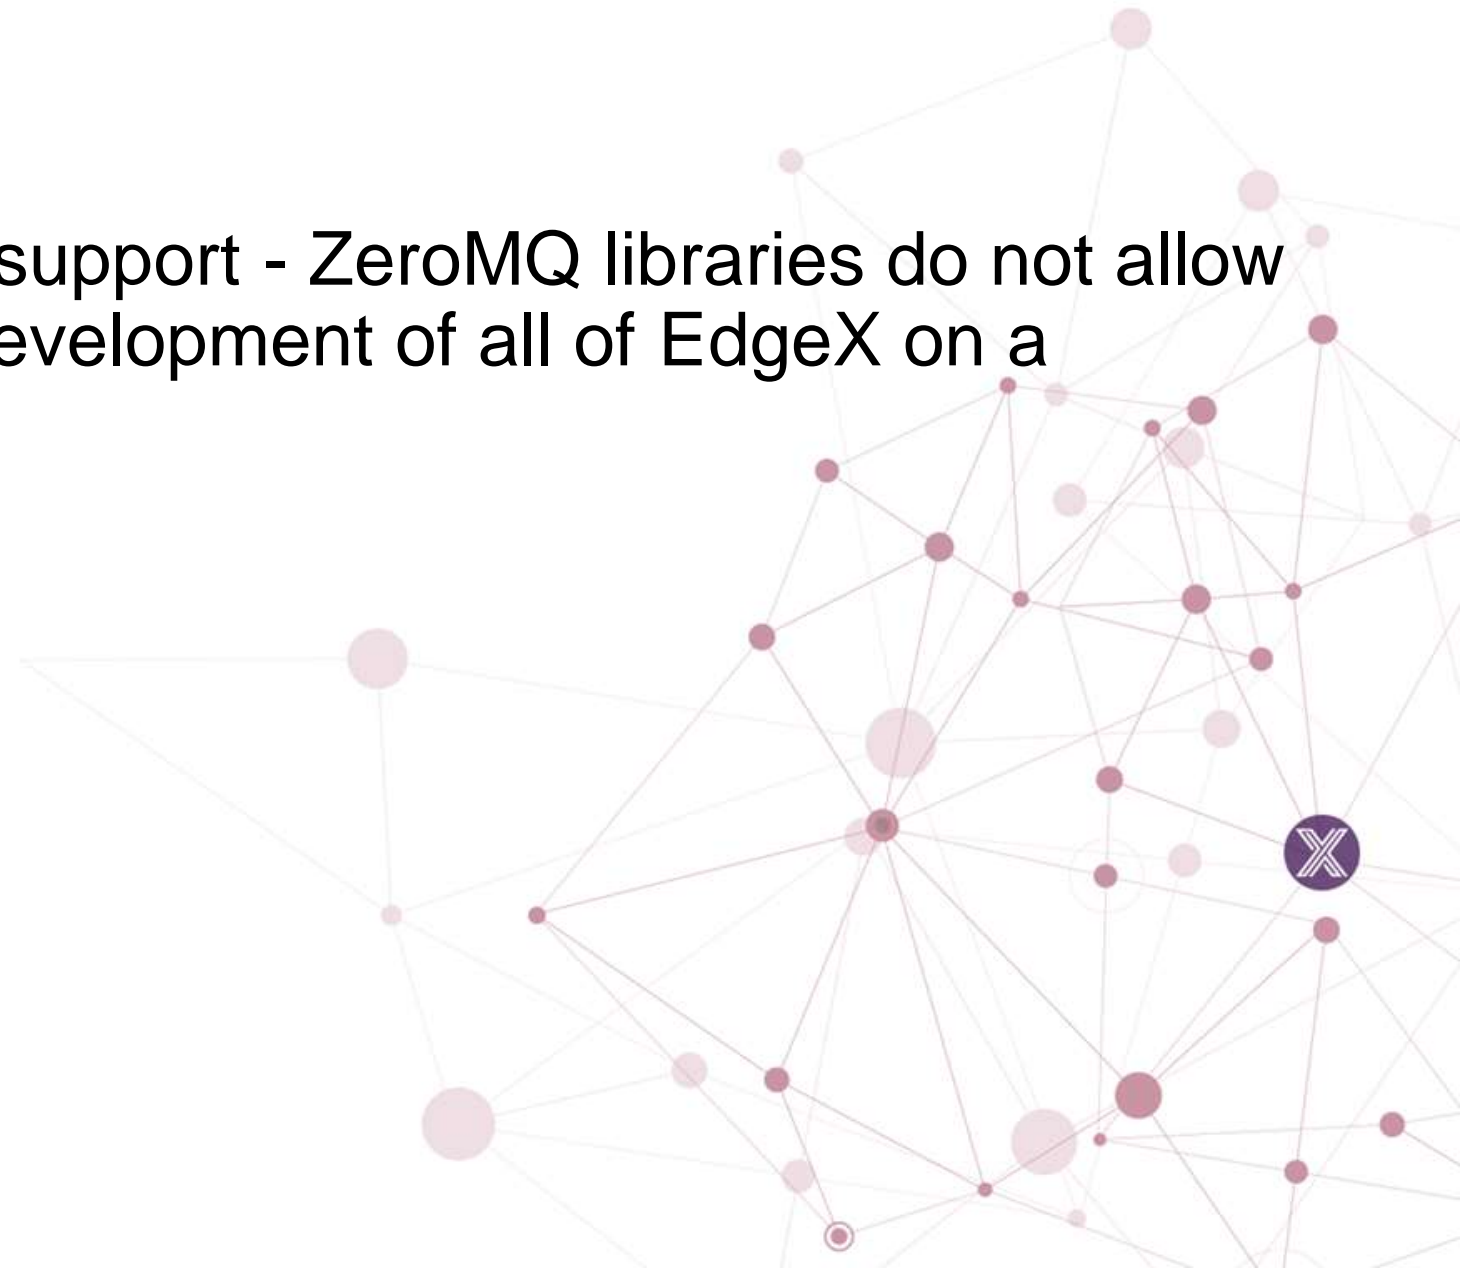 support - ZeroMQ libraries do not allow
evelopment of all of EdgeX on a